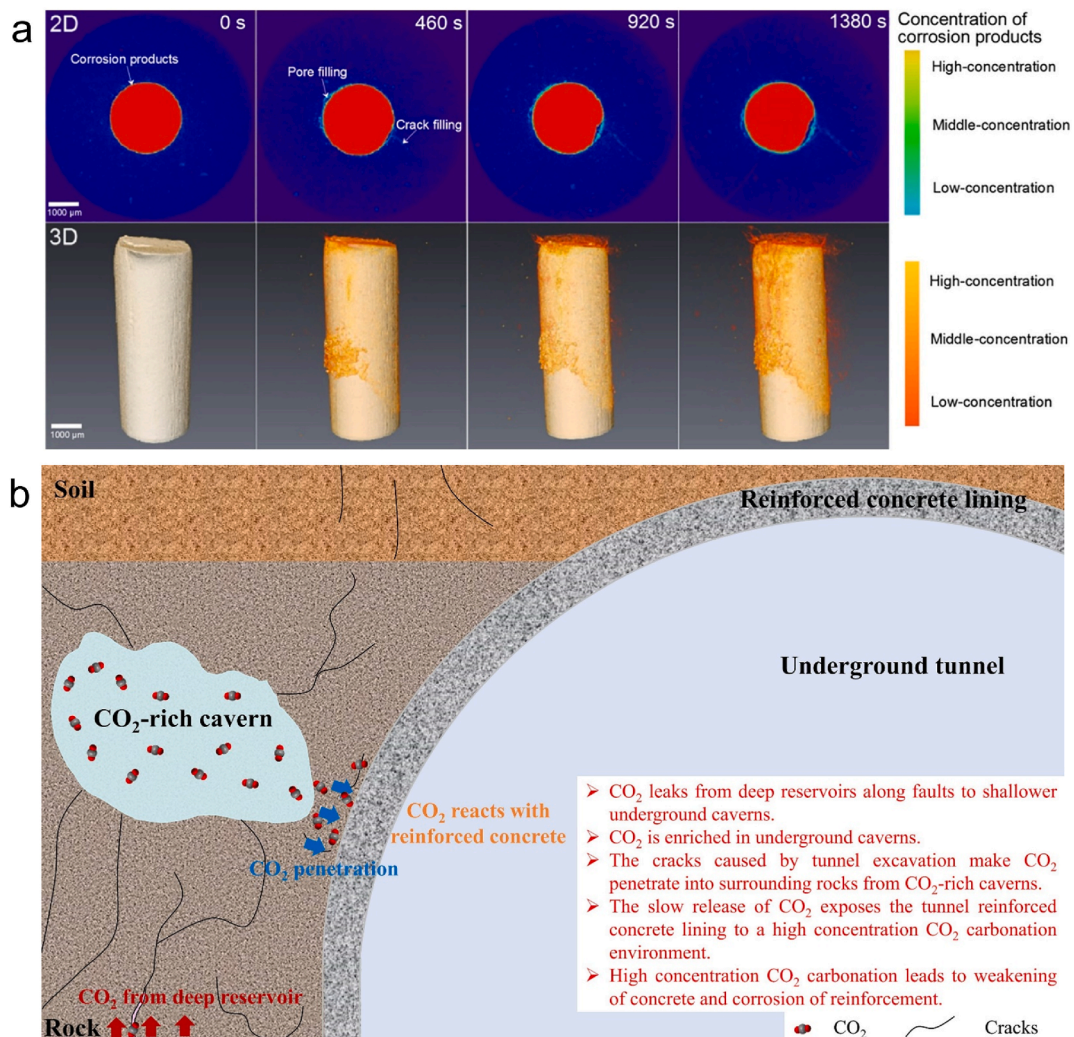 a
2D
0 s
460 s
920 s
1380 s
Corrosion products
Pore filling
Crack filling
1000 μm
Concentration of
corrosion products
High-concentration
Middle-concentration
Low-concentration
3D
1000 μm
High-concentration
Middle-concentration
Low-concentration
b
Soil
Reinforced concrete lining
Underground tunnel
CO₂-rich cavern
CO₂ reacts with
reinforced concrete
CO₂ penetration
CO₂ from deep reservoir
Rock
➢ CO₂ leaks from deep reservoirs along faults to shallower
underground caverns.
➢ CO₂ is enriched in underground caverns.
➢ The cracks caused by tunnel excavation make CO₂
penetrate into surrounding rocks from CO₂-rich caverns.
➢ The slow release of CO₂ exposes the tunnel reinforced
concrete lining to a high concentration CO₂ carbonation
environment.
➢ High concentration CO₂ carbonation leads to weakening
of concrete and corrosion of reinforcement.
CO₂
Cracks